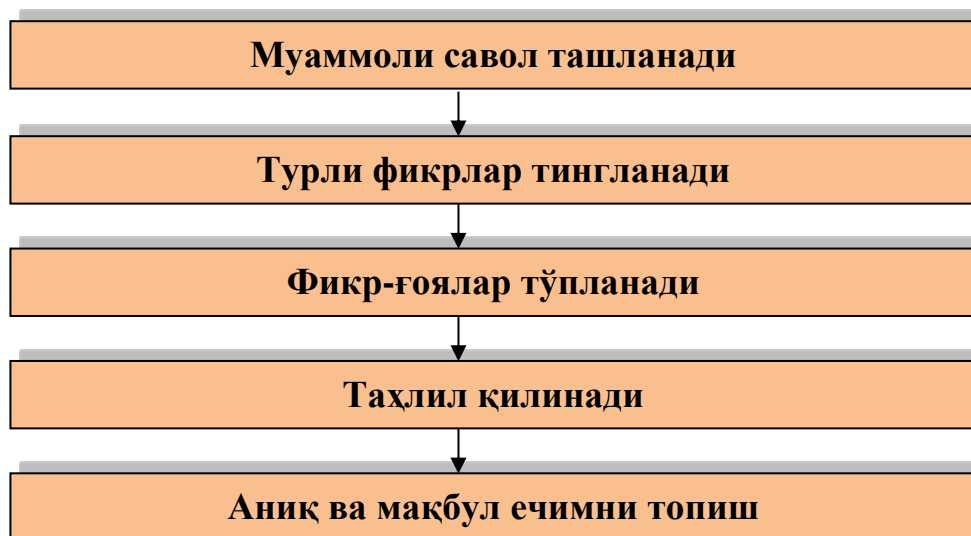 Муаммоли савол ташланади
Турли фикрлар тингланади
Фикр-ғоялар тўпланади
Таҳлил қилинади
Аниқ ва мақбул ечимни топиш